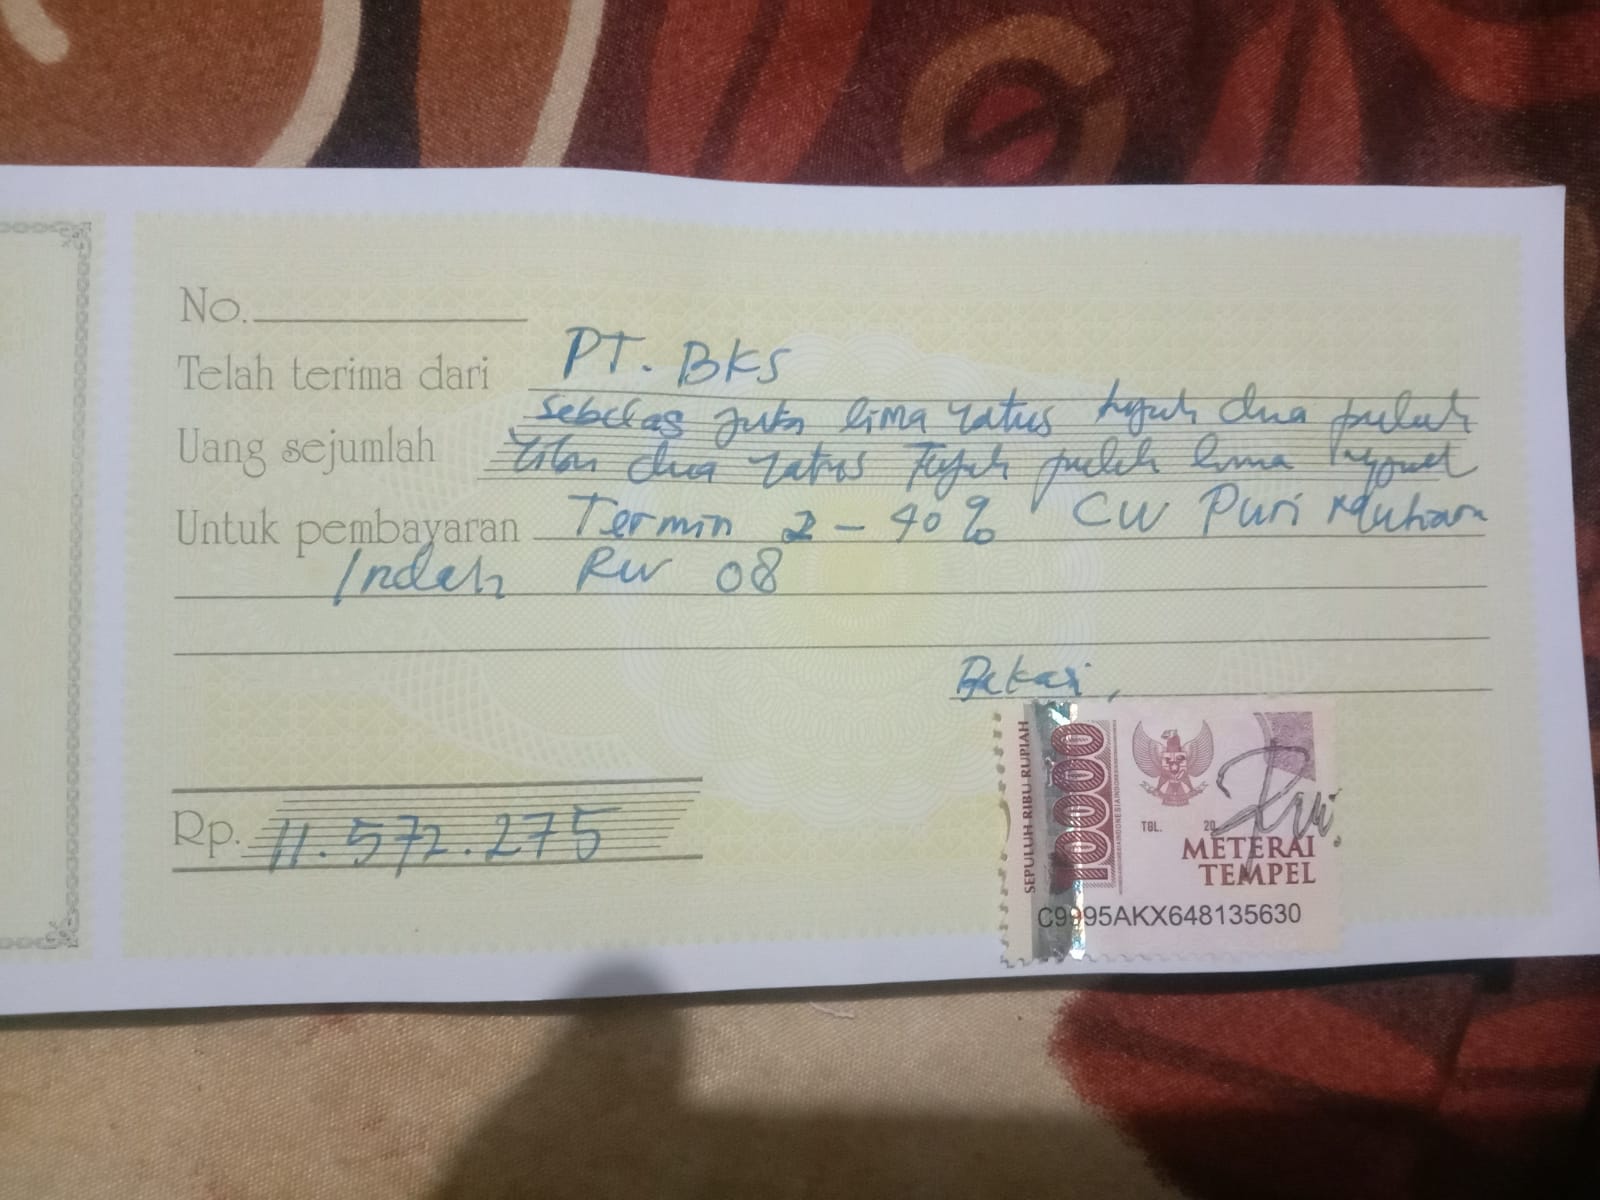 No.
Telah terima dari PT. BKS
Uang sejumlah sebelas juta lima ratus tujuh dua puluh
ribu dua ratus Tujuh puluh lima
Untuk pembayaran Termin 2 - 40% CW Puri
Indah RW 08
Bekasi,
Rp. 11.572.275
SEPULUH RIBU RUPIAH
10000
TGL. 20
METERAI
TEMPEL
C9995AKX648135630